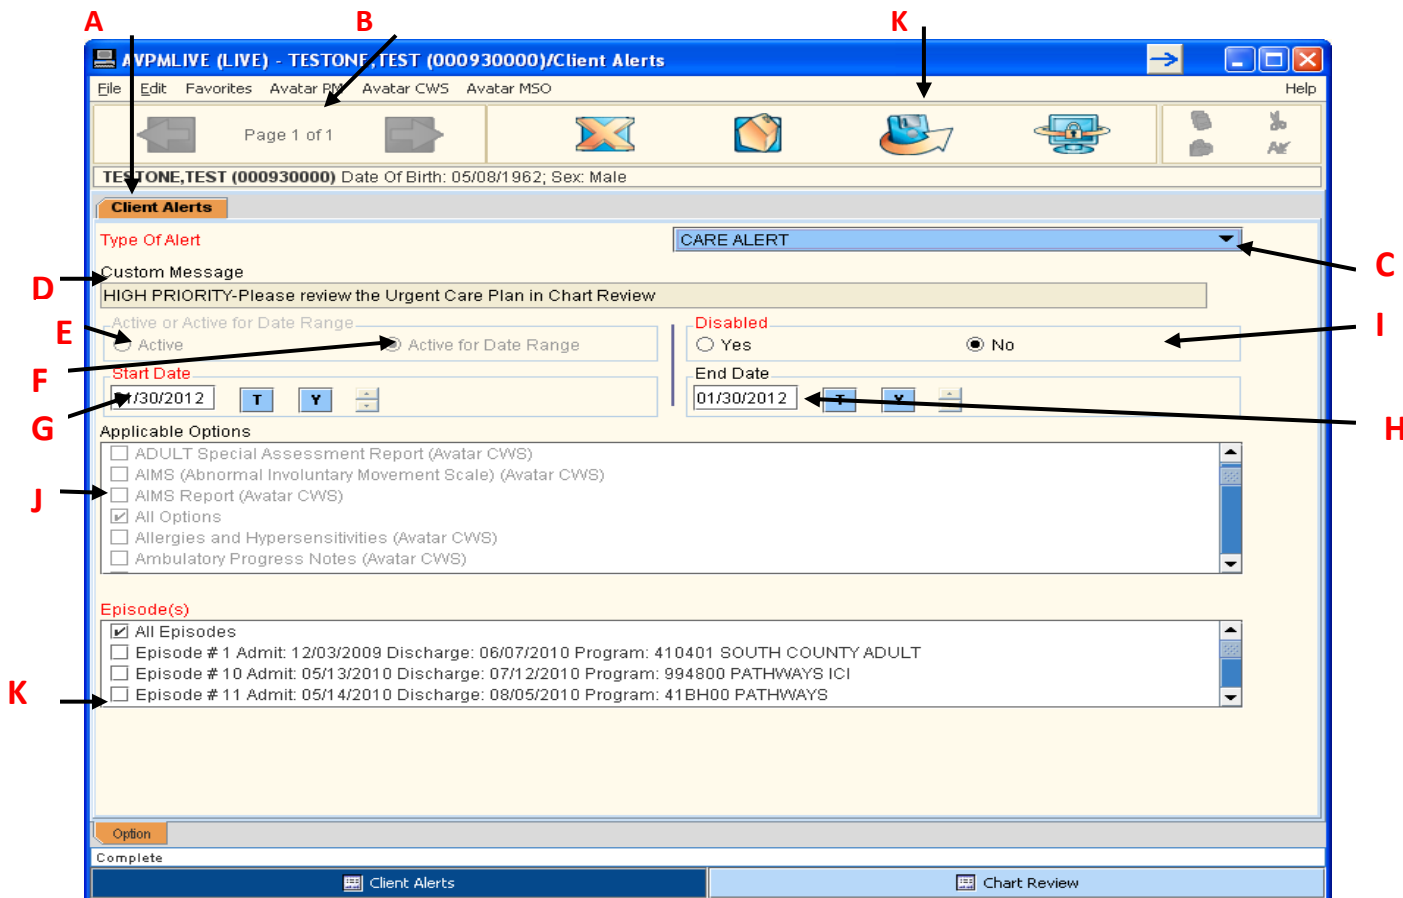 A B K
AVPMLIVE (LIVE) - TESTONE,TEST (000930000)/Client Alerts
File Edit Favorites Avatar PM Avatar CWS Avatar MSO Help
Page 1 of 1
TESTONE,TEST (000930000) Date Of Birth: 05/08/1962; Sex: Male
Client Alerts
Type Of Alert CARE ALERT
C
Custom Message
D
HIGH PRIORITY-Please review the Urgent Care Plan in Chart Review
Active or Active for Date Range Disabled
E Active Active for Date Range Yes No I
F
Start Date End Date
01/30/2012 T Y 01/30/2012 T Y
G H
Applicable Options
ADULT Special Assessment Report (Avatar CWS)
AIMS (Abnormal Involuntary Movement Scale) (Avatar CWS)
J AIMS Report (Avatar CWS)
All Options
Allergies and Hypersensitivities (Avatar CWS)
Ambulatory Progress Notes (Avatar CWS)
Episode(s)
All Episodes
Episode # 1 Admit: 12/03/2009 Discharge: 06/07/2010 Program: 410401 SOUTH COUNTY ADULT
Episode # 10 Admit: 05/13/2010 Discharge: 07/12/2010 Program: 994800 PATHWAYS ICI
K Episode # 11 Admit: 05/14/2010 Discharge: 08/05/2010 Program: 41BH00 PATHWAYS
Option
Complete
Client Alerts Chart Review